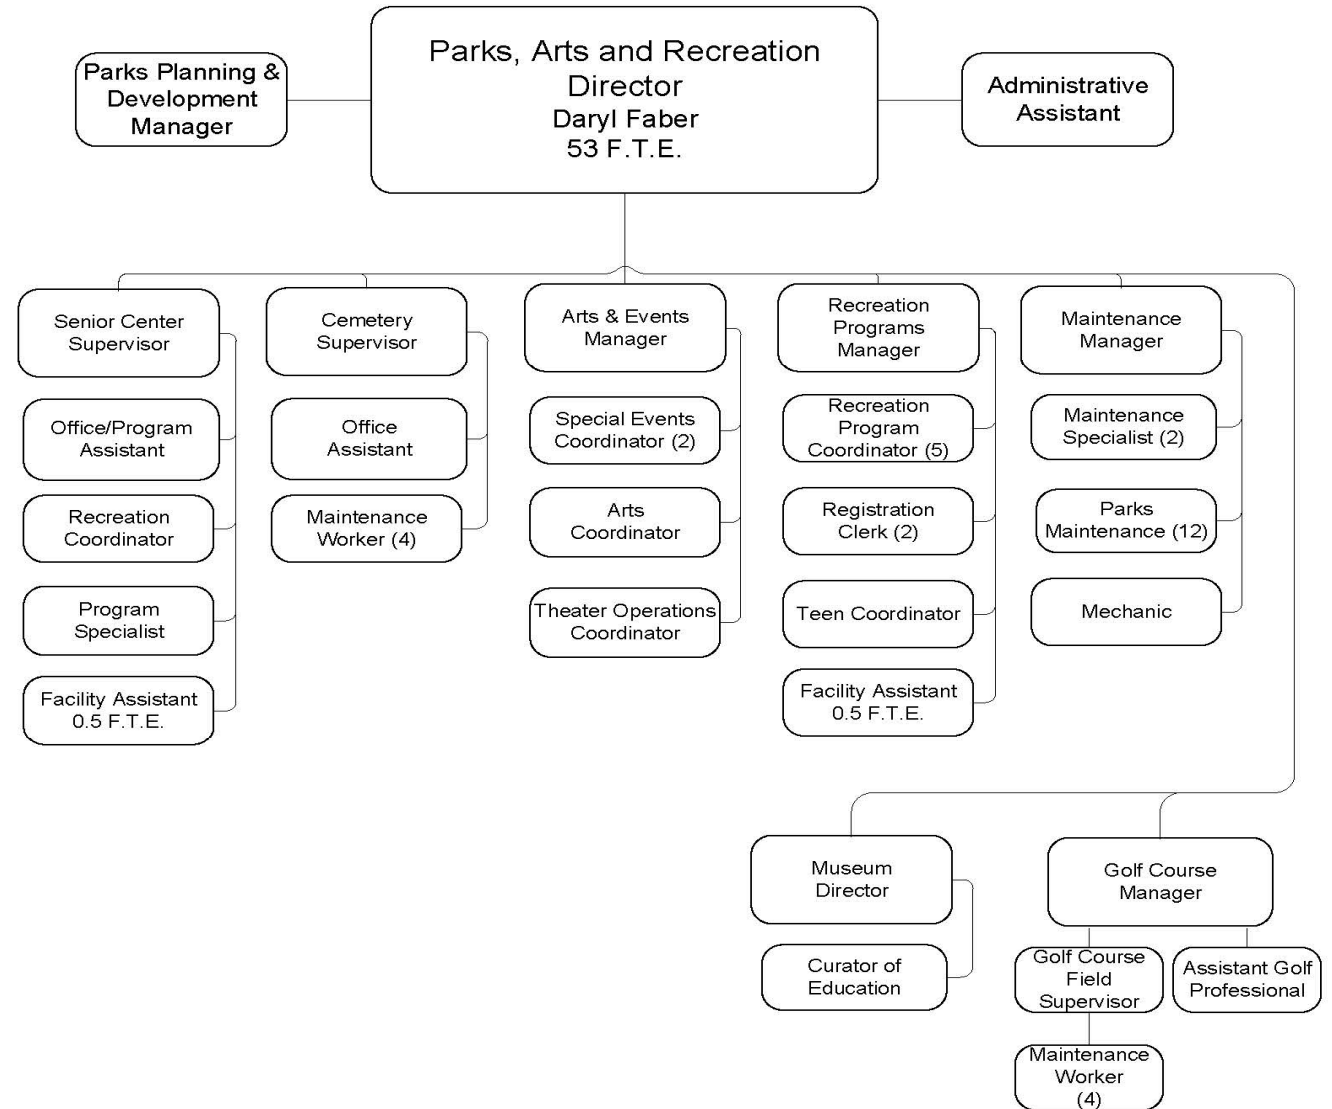 Parks, Arts and Recreation
Director
Daryl Faber
53 F.T.E.
Parks Planning &
Development
Manager
Administrative
Assistant
Senior Center
Supervisor
Office/Program
Assistant
Recreation
Coordinator
Program
Specialist
Facility Assistant
0.5 F.T.E.
Cemetery
Supervisor
Office
Assistant
Maintenance
Worker (4)
Arts & Events
Manager
Special Events
Coordinator (2)
Arts
Coordinator
Theater Operations
Coordinator
Recreation
Programs
Manager
Recreation
Program
Coordinator (5)
Registration
Clerk (2)
Teen Coordinator
Facility Assistant
0.5 F.T.E.
Maintenance
Manager
Maintenance
Specialist (2)
Parks
Maintenance (12)
Mechanic
Museum
Director
Curator of
Education
Golf Course
Manager
Golf Course
Field
Supervisor
Assistant Golf
Professional
Maintenance
Worker
(4)